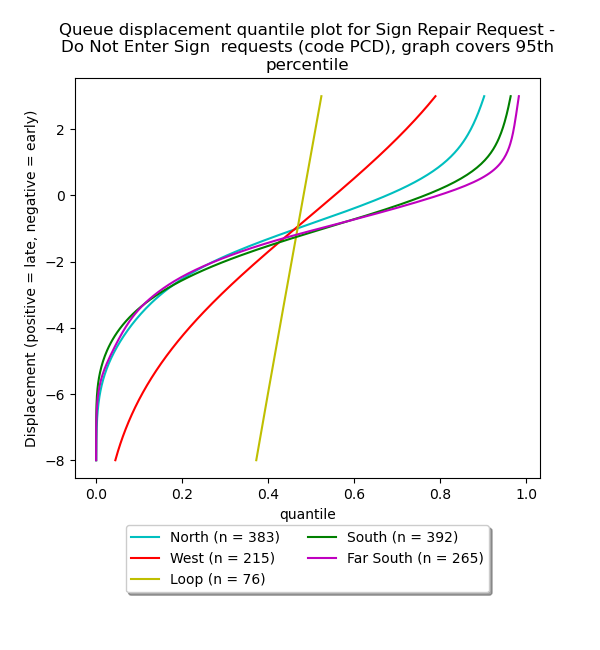 Queue displacement quantile plot for Sign Repair Request -
Do Not Enter Sign  requests (code PCD), graph covers 95th
percentile
Displacement (positive = late, negative = early)
2
0
−2
−4
−6
−8
0.0 0.2 0.4 0.6 0.8 1.0
quantile
North (n = 383) South (n = 392)
West (n = 215) Far South (n = 265)
Loop (n = 76)